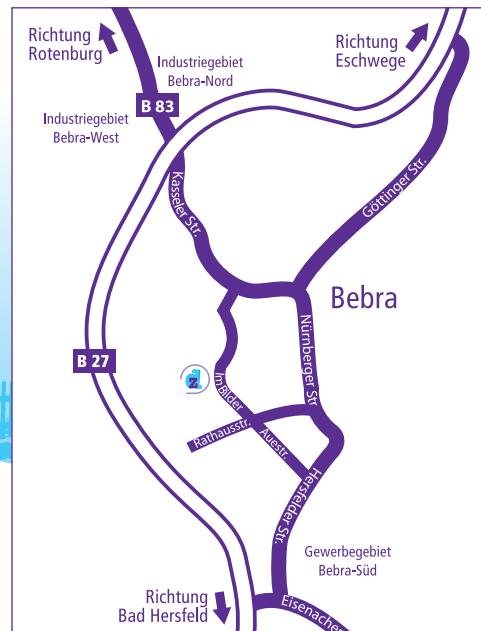 Richtung
Rotenburg
Industriegebiet
Bebra-Nord
Richtung
Eschwege
B 83
Industriegebiet
Bebra-West
Kasseler Str.
Göttinger Str.
Bebra
Nürnberger Str.
B 27
dz
Im Bilder
Rathausstr.
Auestr.
Hersfelder Str.
Gewerbegebiet
Bebra-Süd
Richtung
Bad Hersfeld
Eisenacher